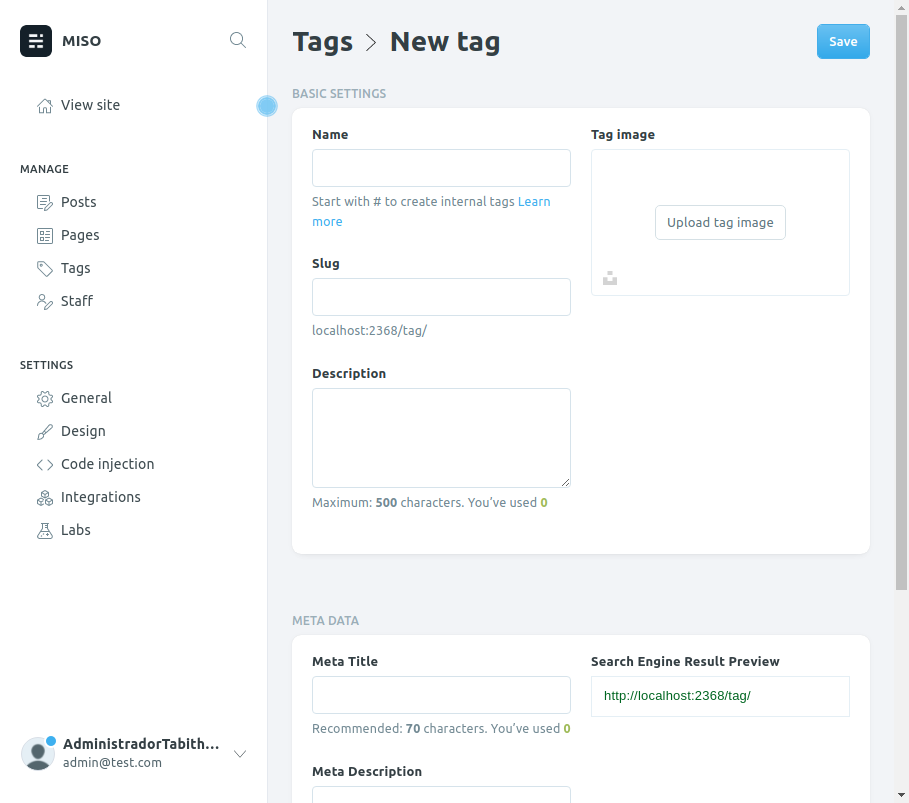 MISO
View site
MANAGE
Posts
Pages
Tags
Staff
SETTINGS
General
Design
Code injection
Integrations
Labs
AdministradorTabith...
admin@test.com
Tags > New tag
Save
BASIC SETTINGS
Name
Start with # to create internal tags Learn
more
Slug
localhost:2368/tag/
Description
Maximum: 500 characters. You’ve used 0
Tag image
Upload tag image
META DATA
Meta Title
Recommended: 70 characters. You’ve used 0
Meta Description
Search Engine Result Preview
http://localhost:2368/tag/